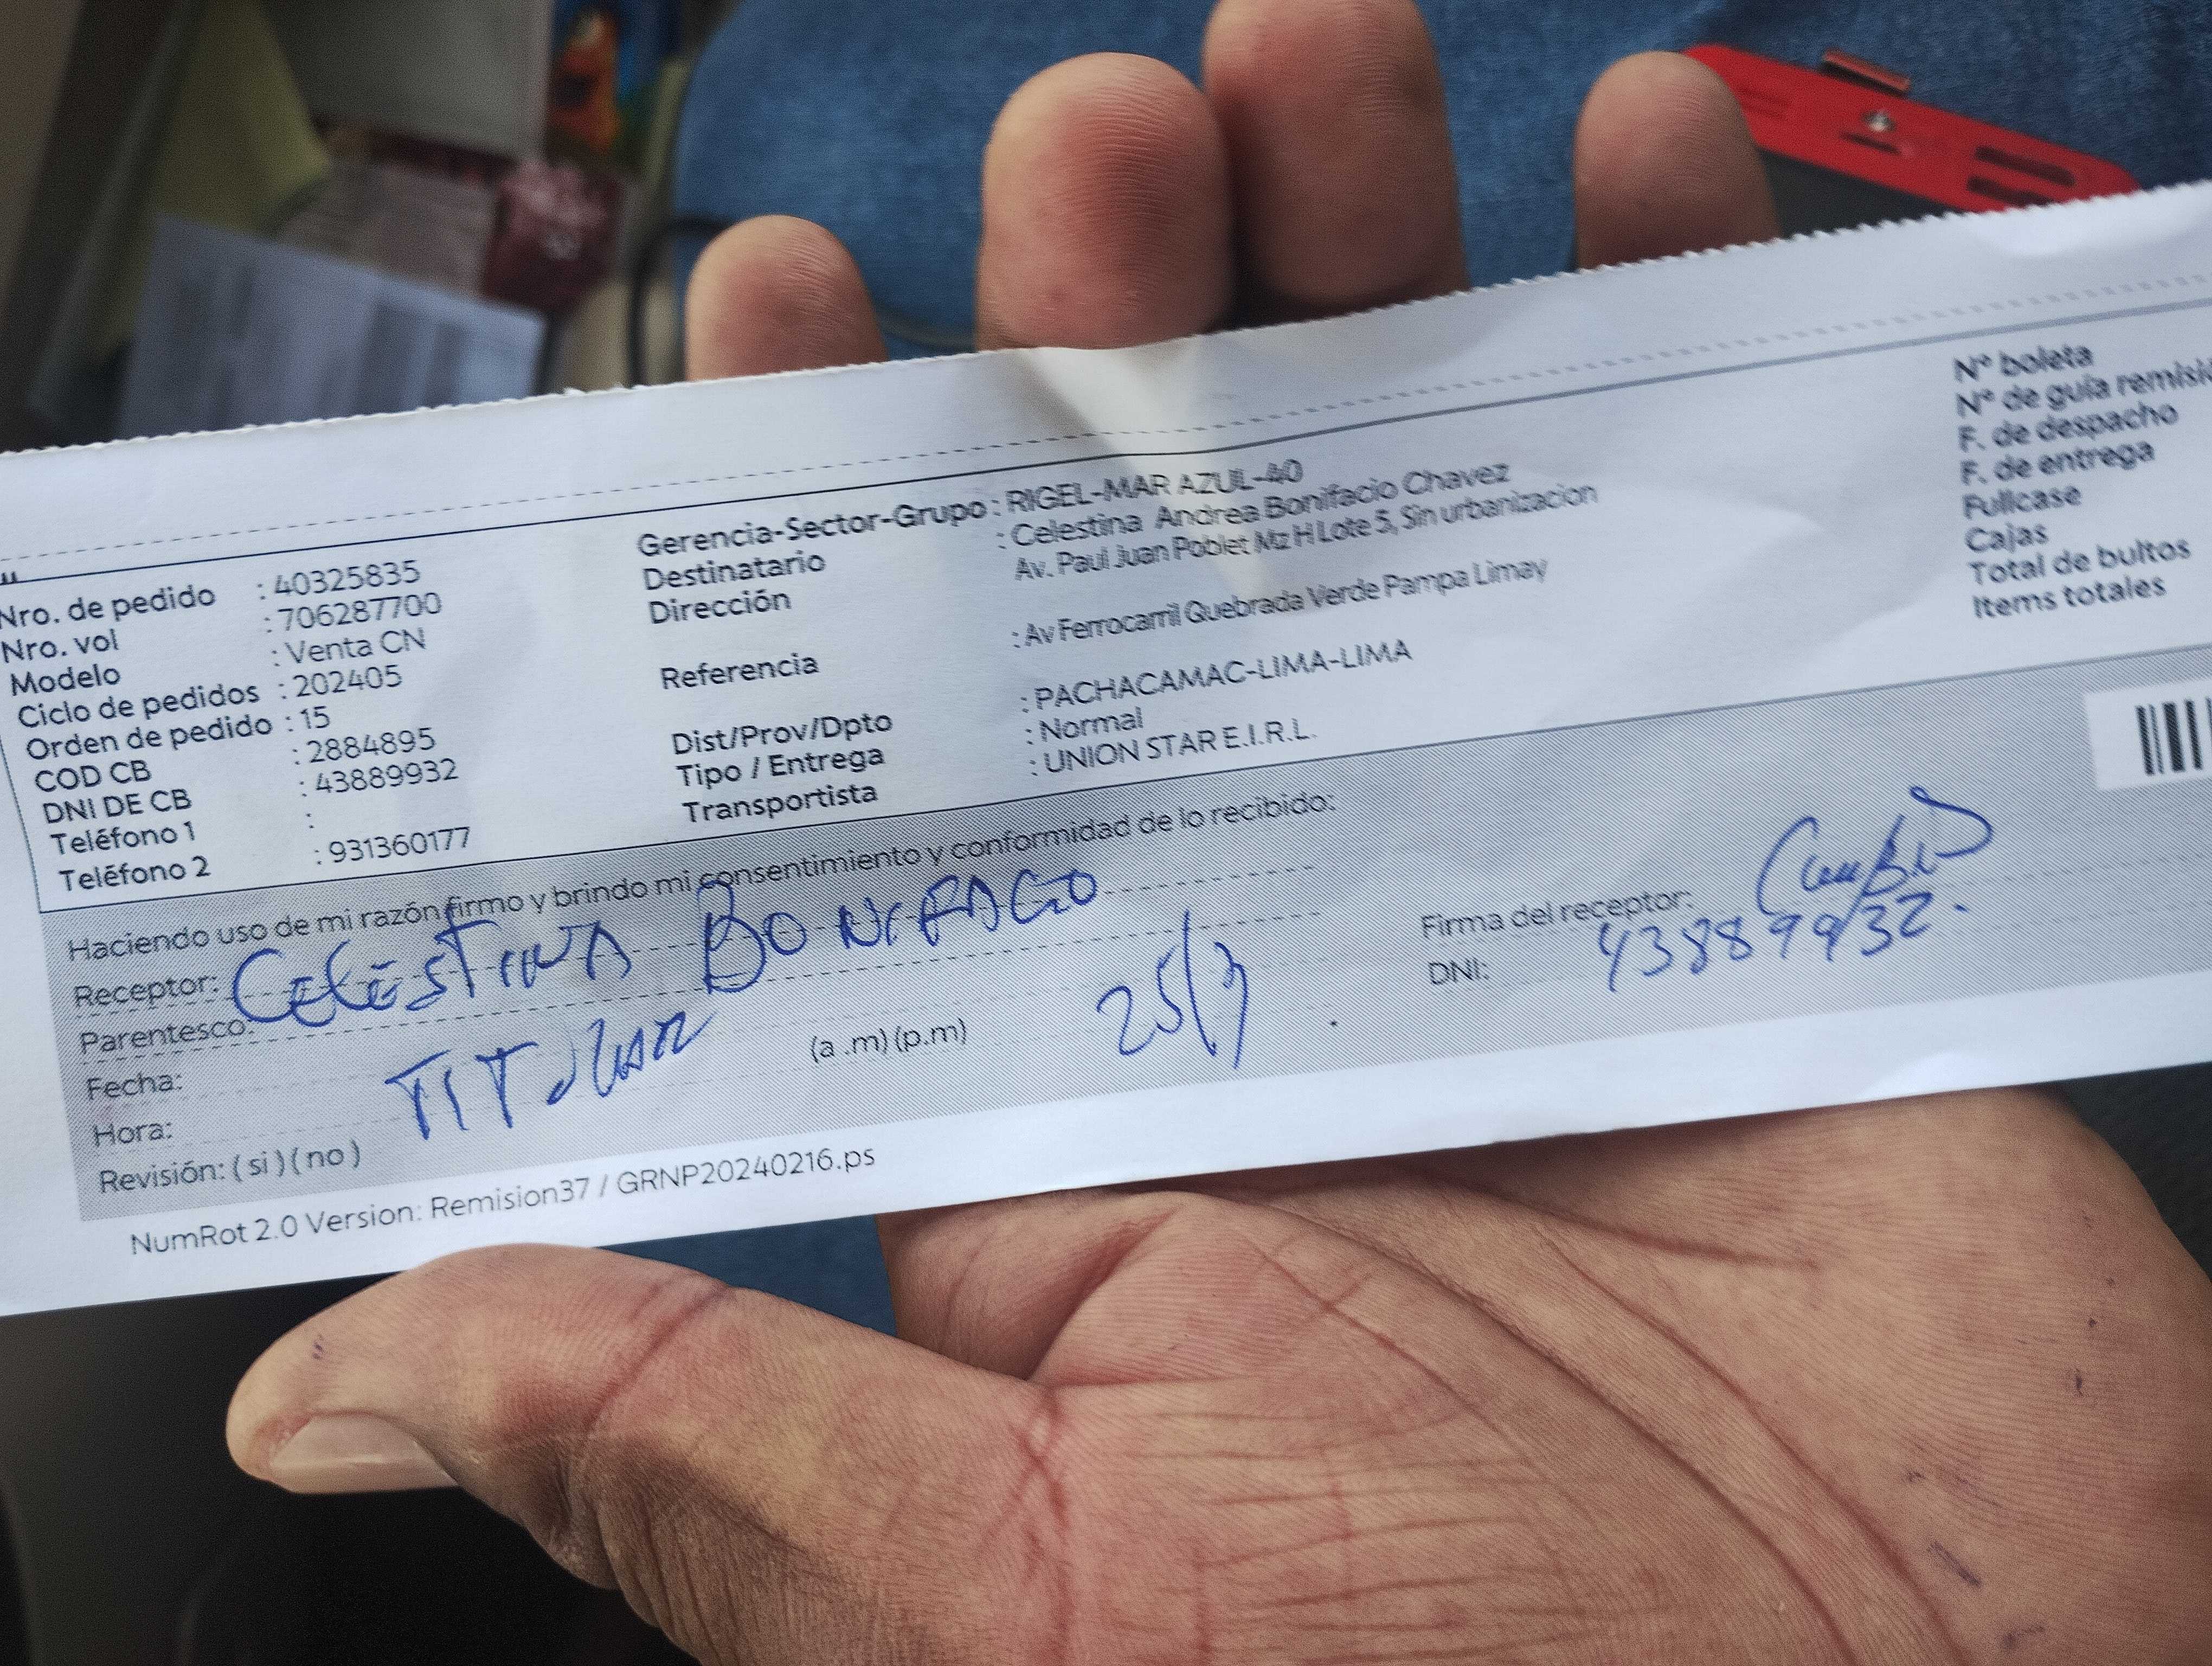 Nro. de pedido : 40325835
Nro. vol : 706287700
Modelo : Venta CN
Ciclo de pedidos : 202405
Orden de pedido : 15
COD CB : 2884895
DNI DE CB : 43889932
Teléfono 1 :
Teléfono 2 : 931360177
Gerencia-Sector-Grupo : RIGEL-MAR AZUL-40
Destinatario : Celestina Andrea Bonifacio Chavez
Dirección Av. Paul Juan Poblet Mz H Lote 5, Sin urbanizacion
Referencia : Av Ferrocarril Quebrada Verde Pampa Limay
Dist/Prov/Dpto : PACHACAMAC-LIMA-LIMA
Tipo / Entrega : Normal
Transportista : UNION STAR E.I.R.L.
N° boleta
N° de guía remisió
F. de despacho
F. de entrega
Fullcase
Cajas
Total de bultos
Items totales
Haciendo uso de mi razón firmo y brindo mi consentimiento y conformidad de lo recibido:
Receptor: CELESTINA BONIFACIO
Parentesco: TITULAR
Fecha: 25/3
Hora: (a .m) (p.m)
Revisión: ( si ) ( no )
Firma del receptor:
DNI: 43889932.
NumRot 2.0 Version: Remision37 / GRNP20240216.ps